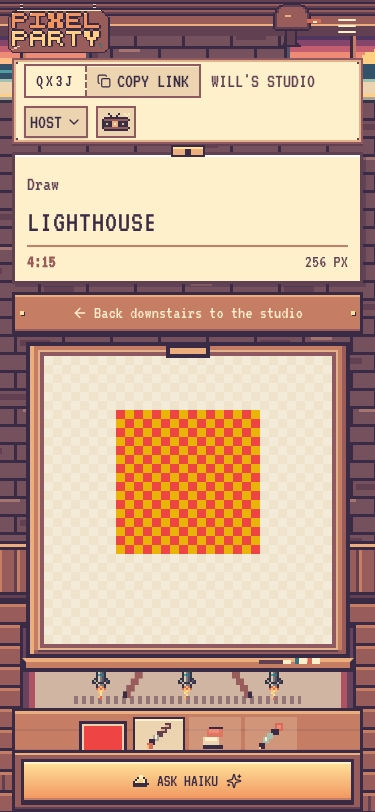 PIXEL
PARTY
QX3J COPY LINK WILL'S STUDIO
HOST
Draw
LIGHTHOUSE
4:15 256 PX
← Back downstairs to the studio
ASK HAIKU